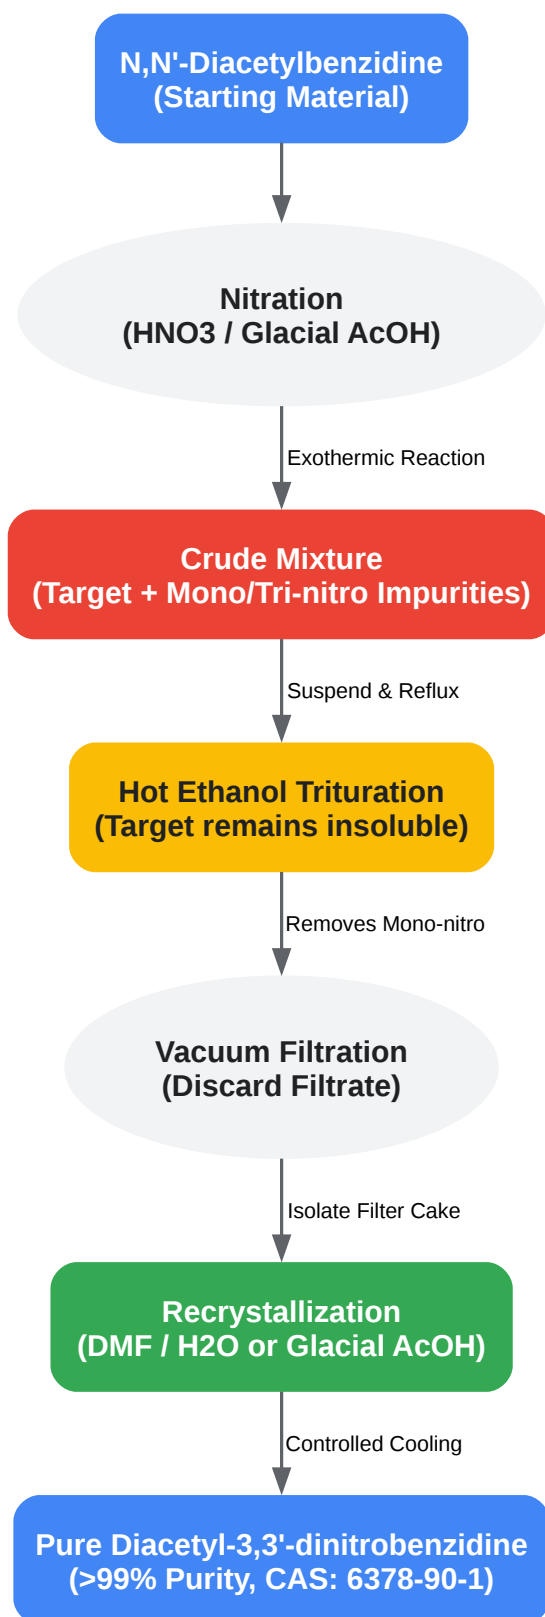 N,N'-Diacetylbenzidine
(Starting Material)
Nitration
(HNO3 / Glacial AcOH)
Exothermic Reaction
Crude Mixture
(Target + Mono/Tri-nitro Impurities)
Suspend & Reflux
Hot Ethanol Trituration
(Target remains insoluble)
Removes Mono-nitro
Vacuum Filtration
(Discard Filtrate)
Isolate Filter Cake
Recrystallization
(DMF / H2O or Glacial AcOH)
Controlled Cooling
Pure Diacetyl-3,3'-dinitrobenzidine
(>99% Purity, CAS: 6378-90-1)